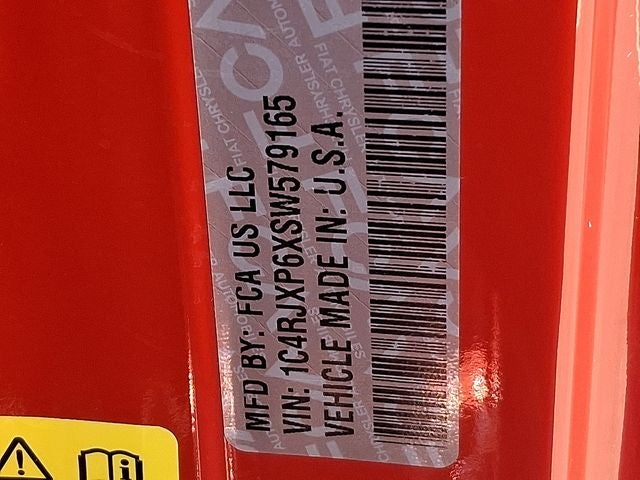 MFD BY: FCA US LLC
VIN: 1C4RJXP6XSW579165
VEHICLE MADE IN: U.S.A.